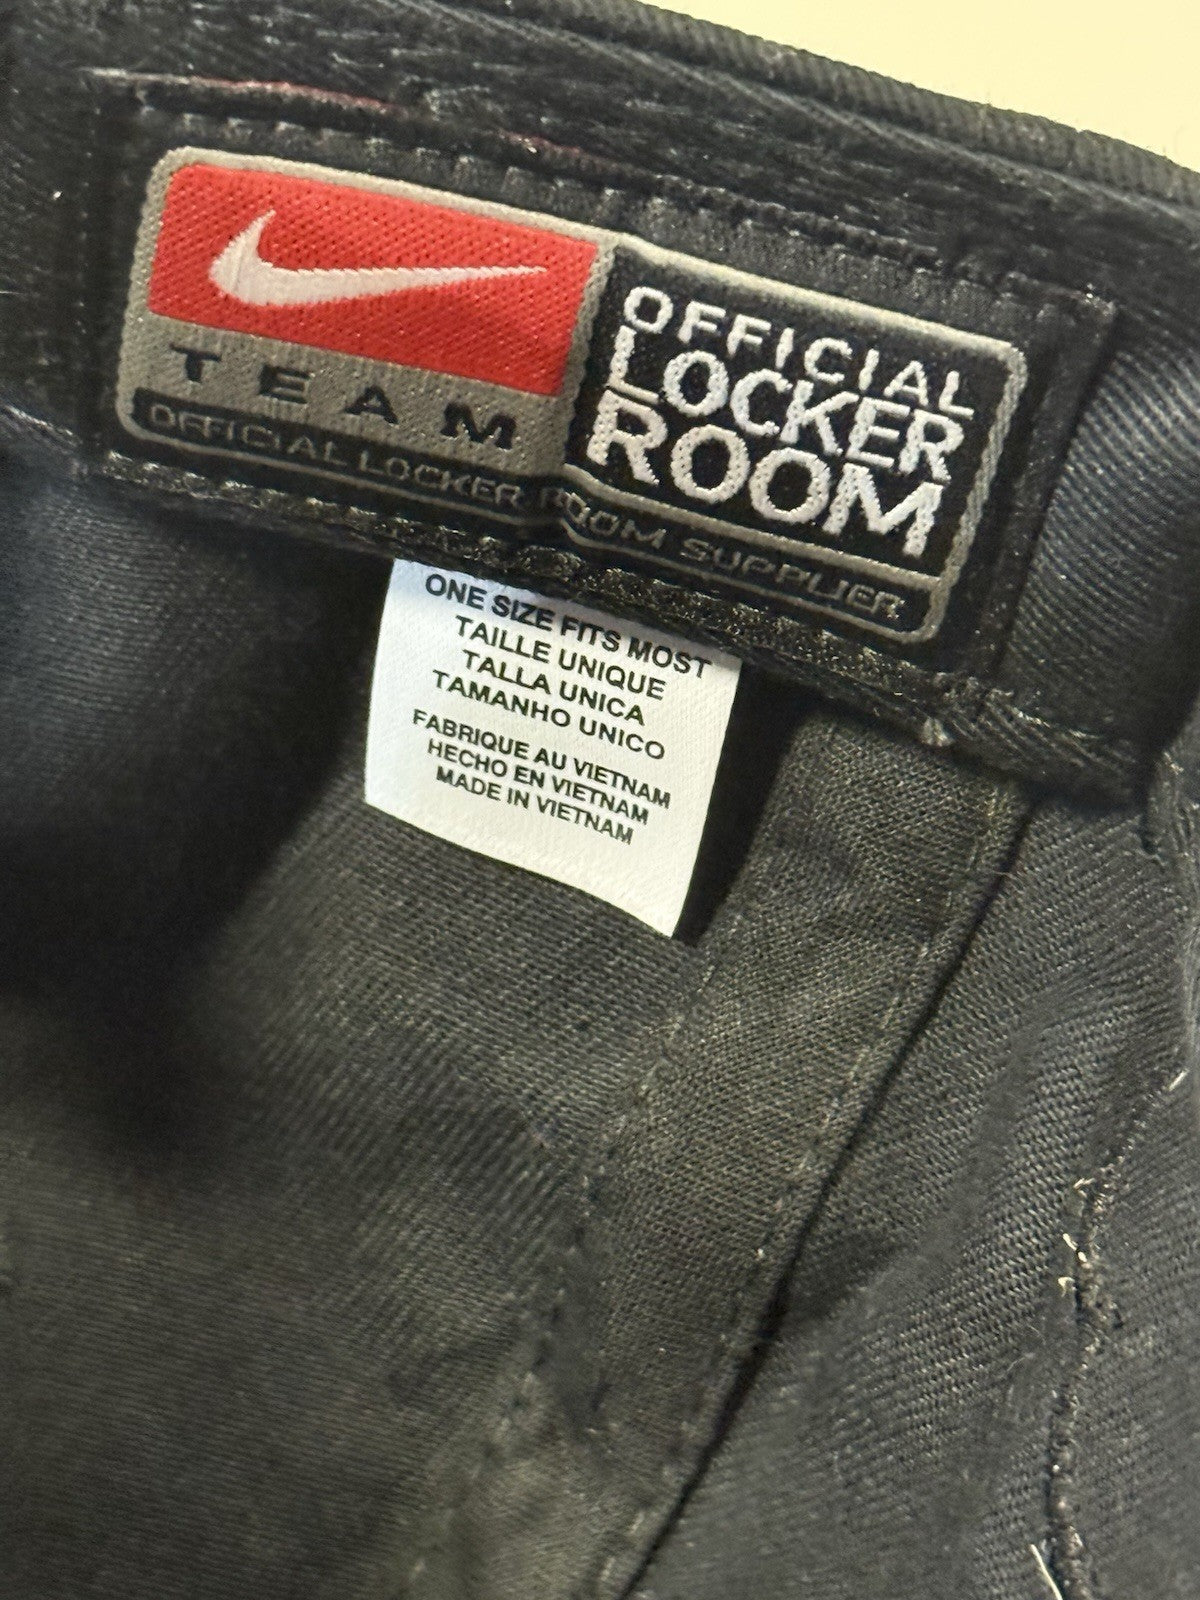 TEAM
OFFICIAL
LOCKER
ROOM
OFFICIAL LOCKER ROOM SUPPLIER
ONE SIZE FITS MOST
TAILLE UNIQUE
TALLA UNICA
TAMANHO UNICO
FABRIQUE AU VIETNAM
HECHO EN VIETNAM
MADE IN VIETNAM